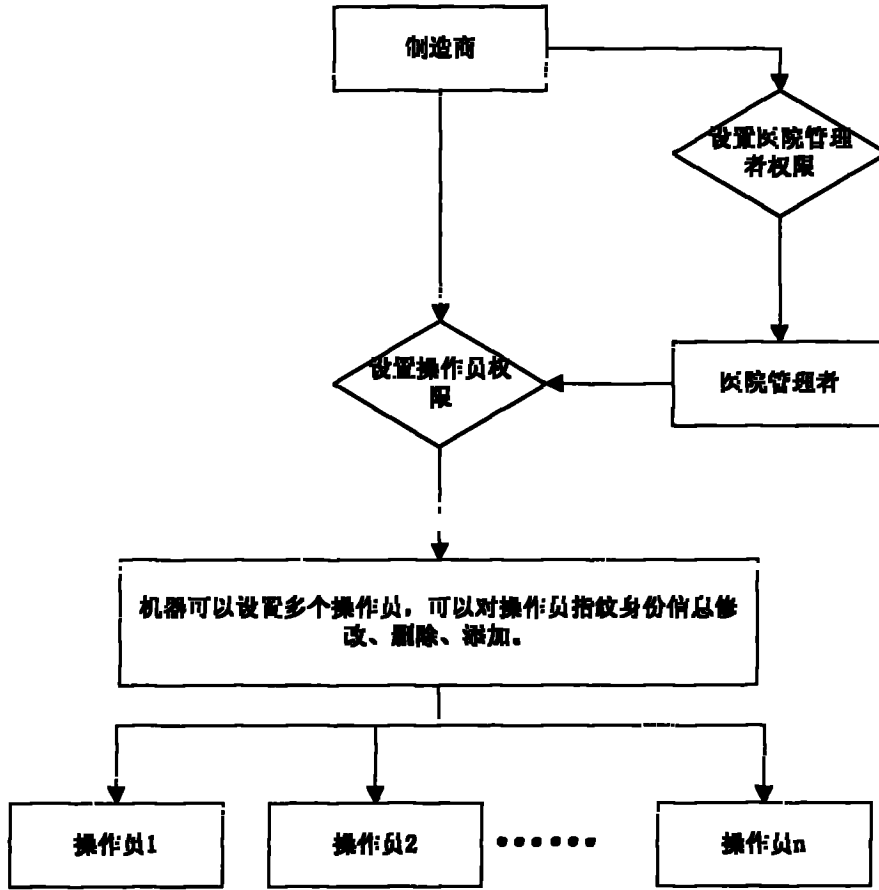 制造商
设置医院管理
者权限
设置操作员权
限
医院管理者
机器可以设置多个操作员，可以对操作员指纹身份信息修
改、删除、添加。
操作员1
操作员2
......
操作员n